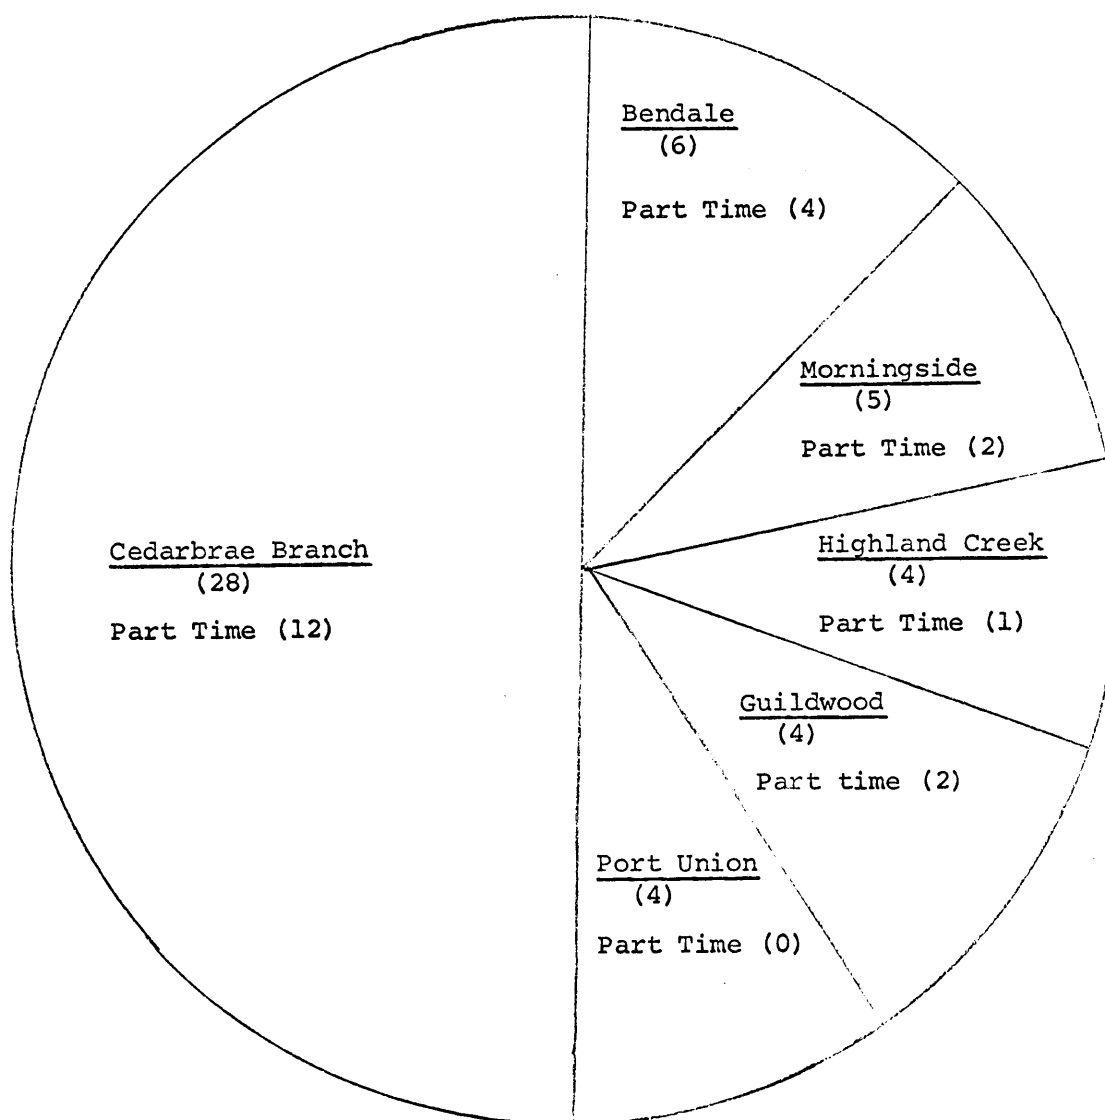 Bendale
(6)
Part Time (4)
Morningside
(5)
Part Time (2)
Highland Creek
(4)
Part Time (1)
Guildwood
(4)
Part time (2)
Port Union
(4)
Part Time (0)
Cedarbrae Branch
(28)
Part Time (12)